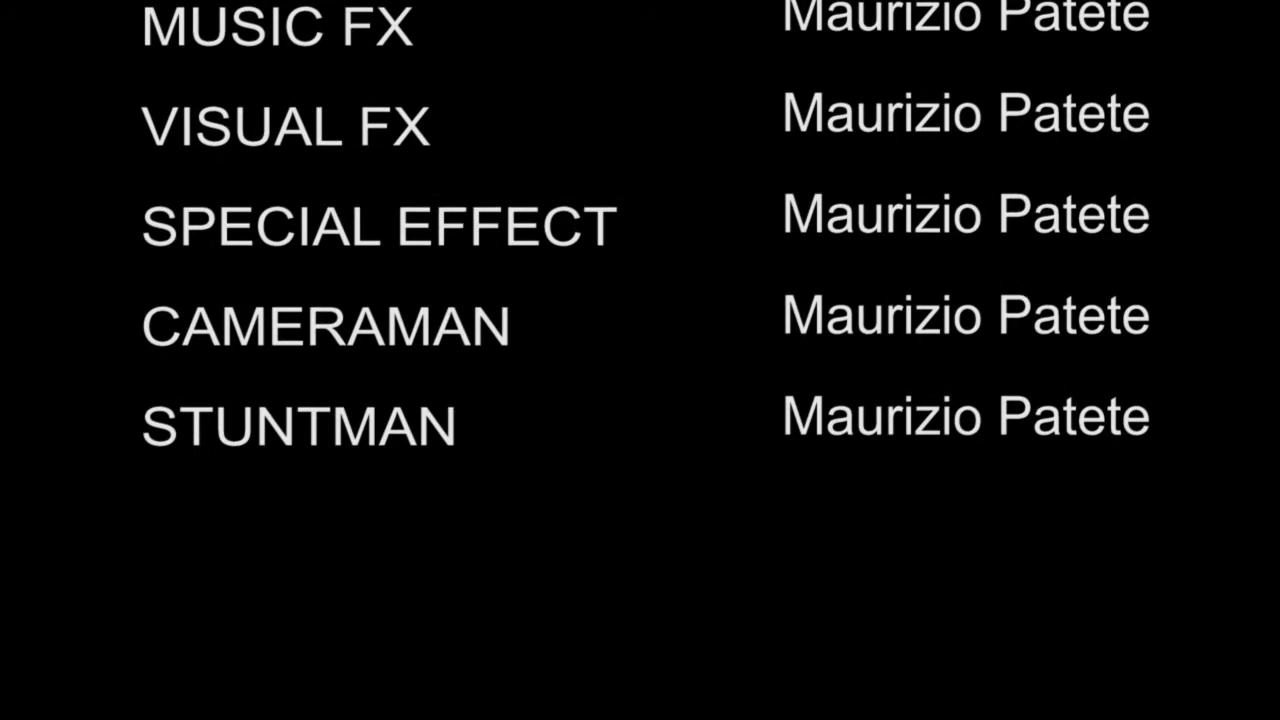 MUSIC FX Maurizio Patete
VISUAL FX Maurizio Patete
SPECIAL EFFECT Maurizio Patete
CAMERAMAN Maurizio Patete
STUNTMAN Maurizio Patete